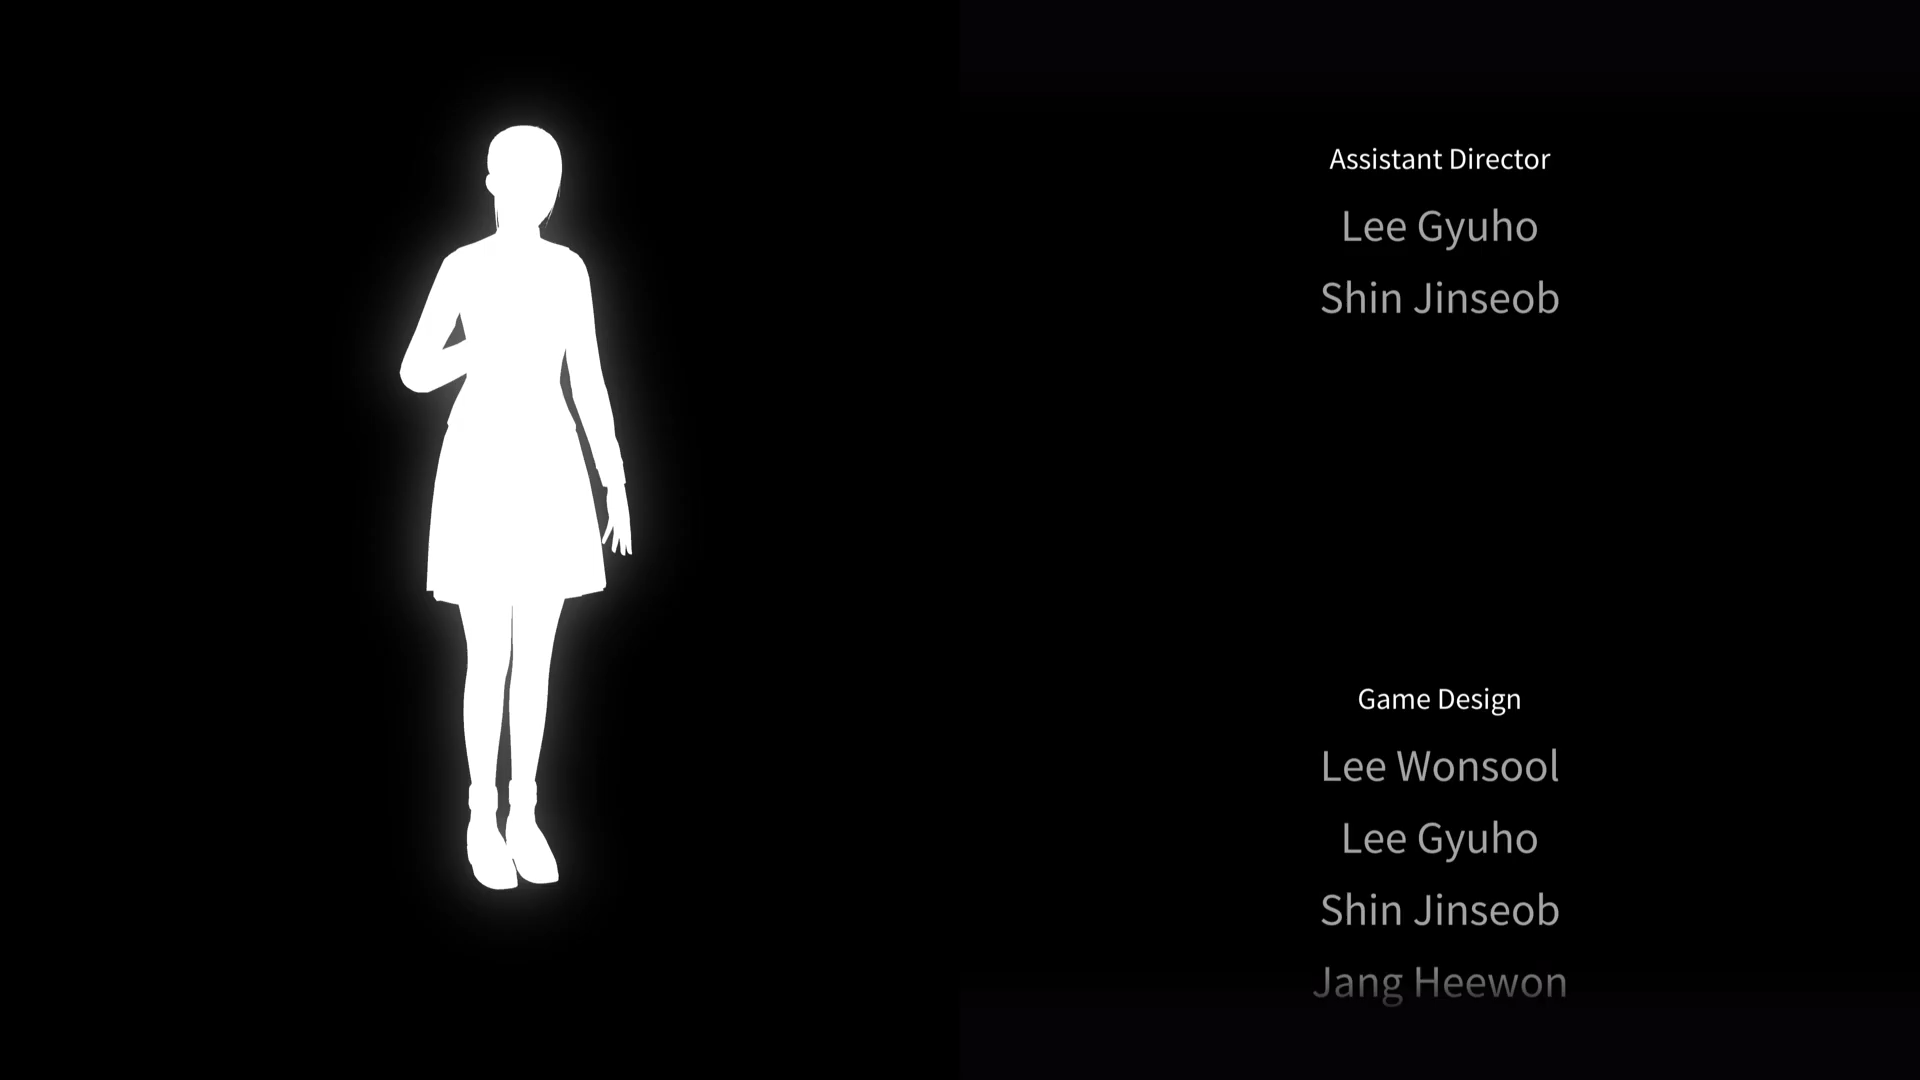 Assistant Director
Lee Gyuho
Shin Jinseob
Game Design
Lee Wonsool
Lee Gyuho
Shin Jinseob
Jang Heewon